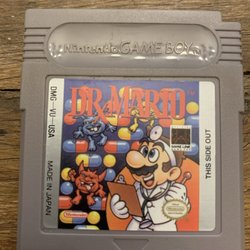 Nintendo GAME BOY
DR. MARIO
DMG-VU-USA
MADE IN JAPAN
THIS SIDE OUT
Nintendo